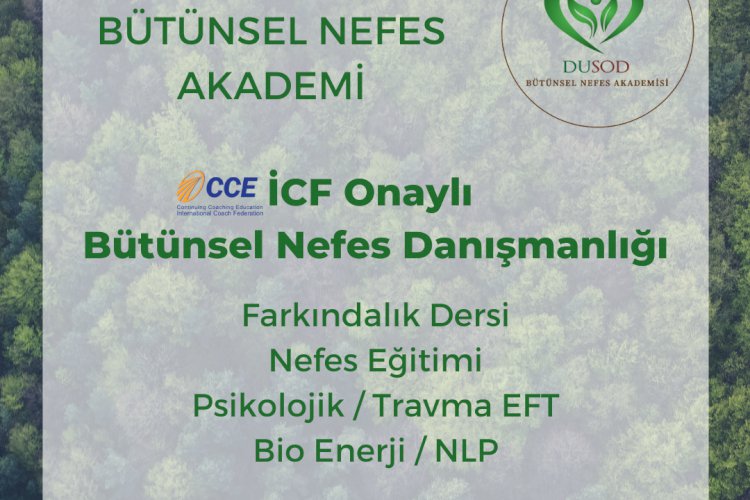 BÜTÜNSEL NEFES
AKADEMİ
DUSOD
BÜTÜNSEL NEFES AKADEMİSİ
CCE
Continuing Coaching Education
International Coach Federation
İCF Onaylı
Bütünsel Nefes Danışmanlığı
Farkındalık Dersi
Nefes Eğitimi
Psikolojik / Travma EFT
Bio Enerji / NLP